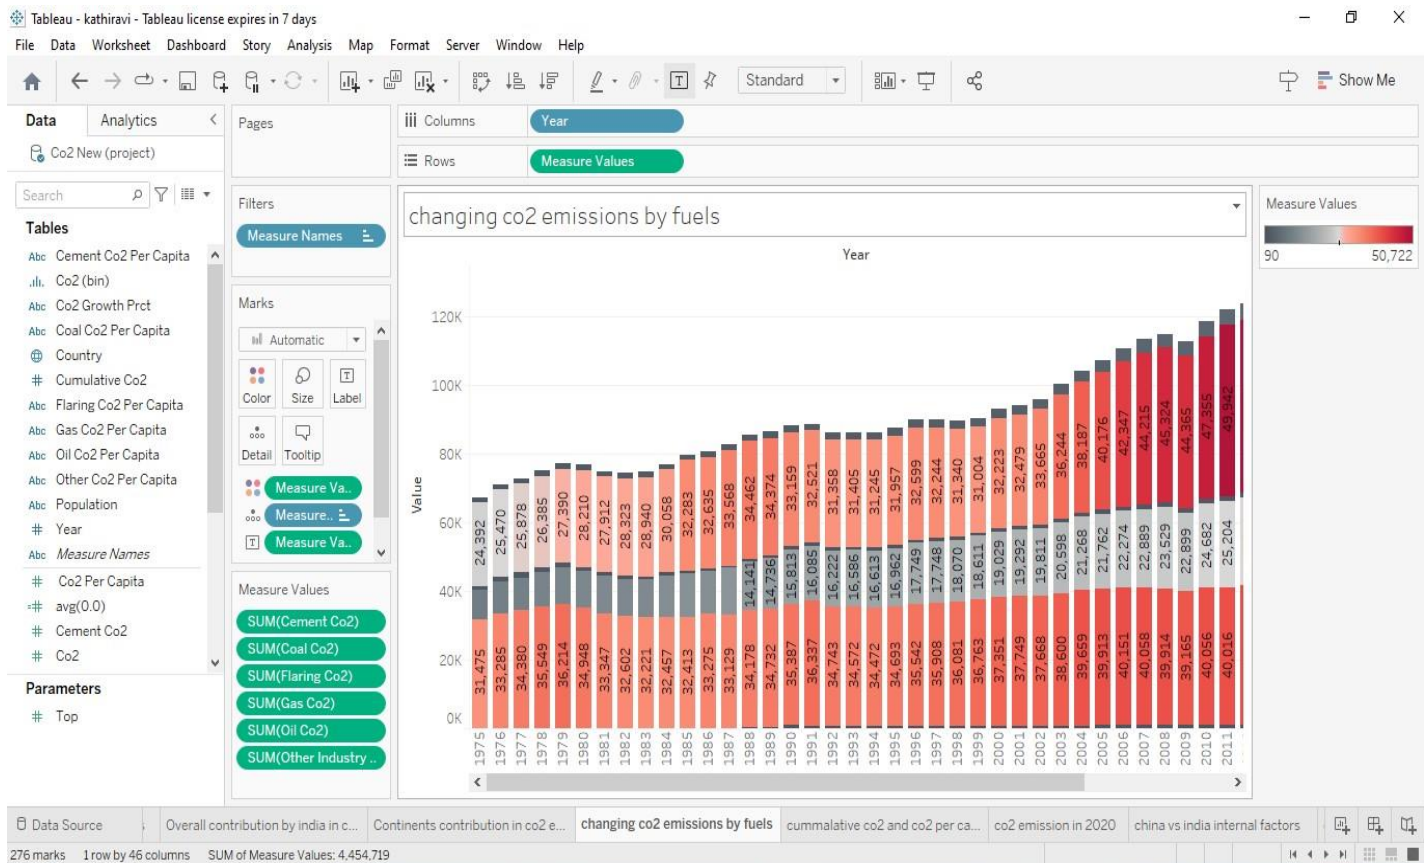 Tableau - kathiravi - Tableau license expires in 7 days
File Data Worksheet Dashboard Story Analysis Map Format Server Window Help
Standard
Show Me
Data Analytics
Co2 New (project)
Search
Tables
Abc Cement Co2 Per Capita
Co2 (bin)
Abc Co2 Growth Prct
Abc Coal Co2 Per Capita
Country
# Cumulative Co2
Abc Flaring Co2 Per Capita
Abc Gas Co2 Per Capita
Abc Oil Co2 Per Capita
Abc Other Co2 Per Capita
Abc Population
# Year
Abc Measure Names
# Co2 Per Capita
=# avg(0.0)
# Cement Co2
# Co2
Parameters
# Top
Pages
Filters
Measure Names
Marks
Automatic
Color Size Label
Detail Tooltip
Measure Va..
Measure..
Measure Va..
Measure Values
SUM(Cement Co2)
SUM(Coal Co2)
SUM(Flaring Co2)
SUM(Gas Co2)
SUM(Oil Co2)
SUM(Other Industry ..
Columns Year
Rows Measure Values
changing co2 emissions by fuels
Year
Value
120K
100K
80K
60K
40K
20K
0K
24,392 25,470 25,878 26,385 27,390 28,210 27,912 28,323 28,940 30,058 32,283 32,635 33,568 34,462 34,374 33,159 32,521 31,358 31,405 31,245 31,957 32,599 32,244 31,340 31,004 32,223 32,479 33,665 36,244 38,187 40,176 42,347 44,215 45,324 44,365 47,355 49,942
14,141 14,736 15,813 16,085 16,222 16,586 16,613 16,962 17,749 17,748 18,070 18,611 19,029 19,292 19,811 20,598 21,268 21,762 22,274 22,889 23,529 22,899 24,682 25,204
31,475 33,285 34,380 35,549 36,214 34,948 33,347 32,602 32,221 32,457 32,413 33,275 33,129 34,178 34,732 35,387 36,337 34,743 34,572 34,472 34,693 35,542 35,908 36,081 36,763 37,351 37,749 37,668 38,600 39,659 39,913 40,151 40,058 39,914 39,165 40,056 40,016
1975 1976 1977 1978 1979 1980 1981 1982 1983 1984 1985 1986 1987 1988 1989 1990 1991 1992 1993 1994 1995 1996 1997 1998 1999 2000 2001 2002 2003 2004 2005 2006 2007 2008 2009 2010 2011
Measure Values
90 50,722
Data Source Overall contribution by india in c... Continents contribution in co2 e... changing co2 emissions by fuels cummalative co2 and co2 per ca... co2 emission in 2020 china vs india internal factors
276 marks 1 row by 46 columns SUM of Measure Values: 4,454,719